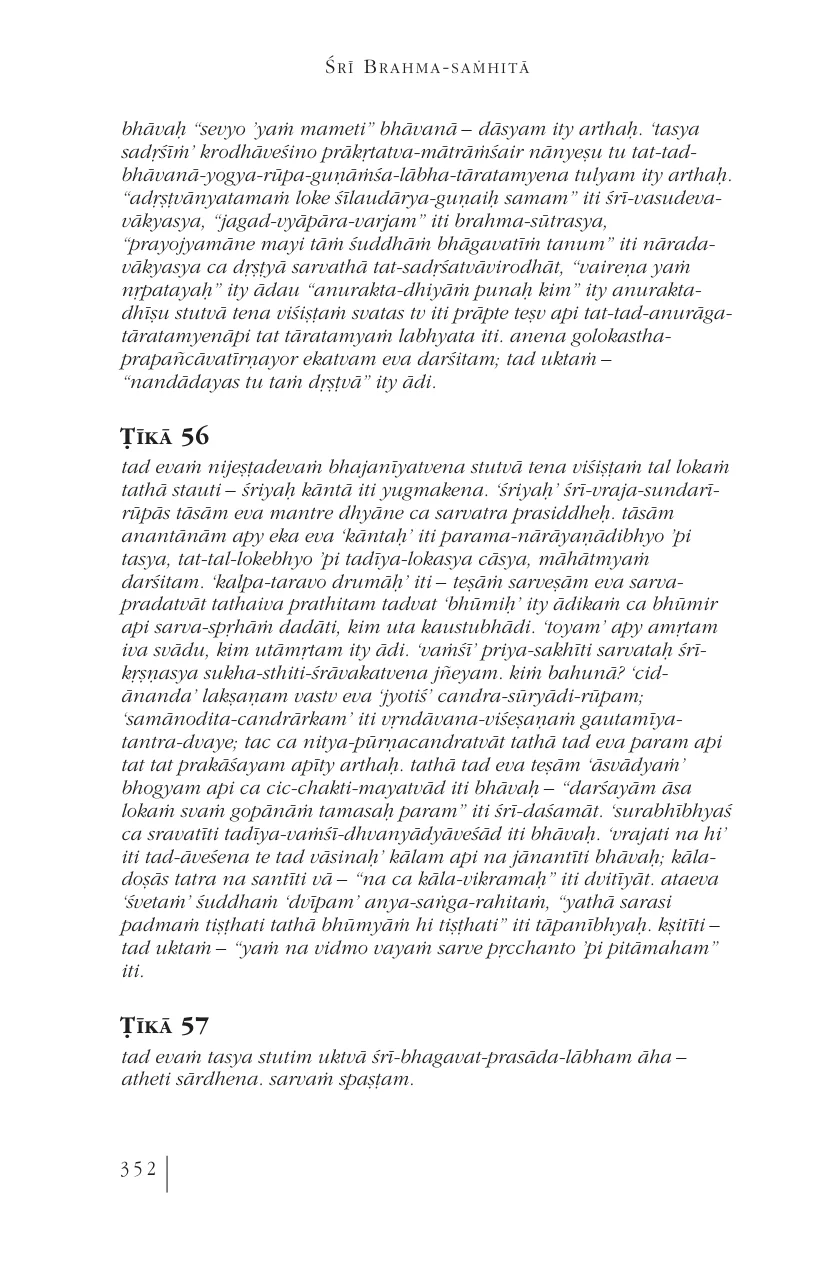 ŚRĪ BRAHMA-SAṀHITĀ
bhāvaḥ “sevyo ’yaṁ mameti” bhāvanā – dāsyam ity arthaḥ. ‘tasya
sadṛśīṁ’ krodhāveśino prākṛtatva-mātrāṁśair nānyeṣu tu tat-tad-
bhāvanā-yogya-rūpa-guṇāṁśa-lābha-tāratamyena tulyam ity arthaḥ.
“adṛṣṭvānyatamaṁ loke śīlaudārya-guṇaiḥ samam” iti śrī-vasudeva-
vākyasya, “jagad-vyāpāra-varjam” iti brahma-sūtrasya,
“prayojyamāne mayi tāṁ śuddhāṁ bhāgavatīṁ tanum” iti nārada-
vākyasya ca dṛṣṭyā sarvathā tat-sadṛśatvāvirodhāt, “vaireṇa yaṁ
nṛpatayaḥ” ity ādau “anurakta-dhiyāṁ punaḥ kim” ity anurakta-
dhīṣu stutvā tena viśiṣṭaṁ svatas tv iti prāpte teṣv api tat-tad-anurāga-
tāratamyenāpi tat tāratamyaṁ labhyata iti. anena golokastha-
prapañcāvatīrṇayor ekatvam eva darśitam; tad uktaṁ –
“nandādayas tu taṁ dṛṣṭvā” ity ādi.
ṬĪKĀ 56
tad evaṁ nijeṣṭadevaṁ bhajanīyatvena stutvā tena viśiṣṭaṁ tal lokaṁ
tathā stauti – śriyaḥ kāntā iti yugmakena. ‘śriyaḥ’ śrī-vraja-sundarī-
rūpās tāsām eva mantre dhyāne ca sarvatra prasiddheḥ. tāsām
anantānām apy eka eva ‘kāntaḥ’ iti parama-nārāyaṇādibhyo ’pi
tasya, tat-tal-lokebhyo ’pi tadīya-lokasya cāsya, māhātmyaṁ
darśitam. ‘kalpa-taravo drumāḥ’ iti – teṣāṁ sarveṣām eva sarva-
pradatvāt tathaiva prathitam tadvat ‘bhūmiḥ’ ity ādikaṁ ca bhūmir
api sarva-spṛhāṁ dadāti, kim uta kaustubhādi. ‘toyam’ apy amṛtam
iva svādu, kim utāmṛtam ity ādi. ‘vaṁśī’ priya-sakhīti sarvataḥ śrī-
kṛṣṇasya sukha-sthiti-śrāvakatvena jñeyam. kiṁ bahunā? ‘cid-
ānanda’ lakṣaṇam vastv eva ‘jyotiś’ candra-sūryādi-rūpam;
‘samānodita-candrārkam’ iti vṛndāvana-viśeṣaṇaṁ gautamīya-
tantra-dvaye; tac ca nitya-pūrṇacandratvāt tathā tad eva param api
tat tat prakāśayam apīty arthaḥ. tathā tad eva teṣām ‘āsvādyaṁ’
bhogyam api ca cic-chakti-mayatvād iti bhāvaḥ – “darśayām āsa
lokaṁ svaṁ gopānāṁ tamasaḥ param” iti śrī-daśamāt. ‘surabhībhyaś
ca sravatīti tadīya-vaṁśī-dhvanyādyāveśād iti bhāvaḥ. ‘vrajati na hi’
iti tad-āveśena te tad vāsinaḥ’ kālam api na jānantīti bhāvaḥ; kāla-
doṣās tatra na santīti vā – “na ca kāla-vikramaḥ” iti dvitīyāt. ataeva
‘śvetaṁ’ śuddhaṁ ‘dvīpam’ anya-saṅga-rahitaṁ, “yathā sarasi
padmaṁ tiṣṭhati tathā bhūmyāṁ hi tiṣṭhati” iti tāpanībhyaḥ. kṣitīti –
tad uktaṁ – “yaṁ na vidmo vayaṁ sarve pṛcchanto ’pi pitāmaham”
iti.
ṬĪKĀ 57
tad evaṁ tasya stutim uktvā śrī-bhagavat-prasāda-lābham āha –
atheti sārdhena. sarvaṁ spaṣṭam.
352